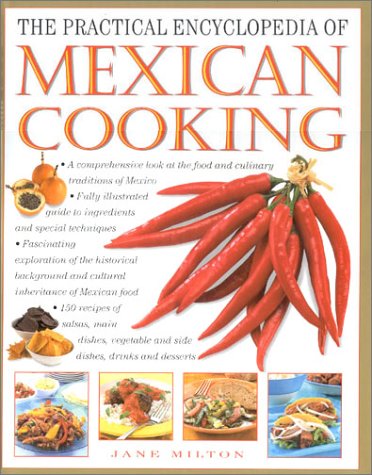 THE PRACTICAL ENCYCLOPEDIA OF
MEXICAN
COOKING
• A comprehensive look at the food and culinary
traditions of Mexico
• Fully illustrated
guide to ingredients
and special techniques
• Fascinating
exploration of the historical
background and cultural
inheritance of Mexican food
• 150 recipes of
salsas, main
dishes, vegetable and side
dishes, drinks and desserts
JANE MILTON